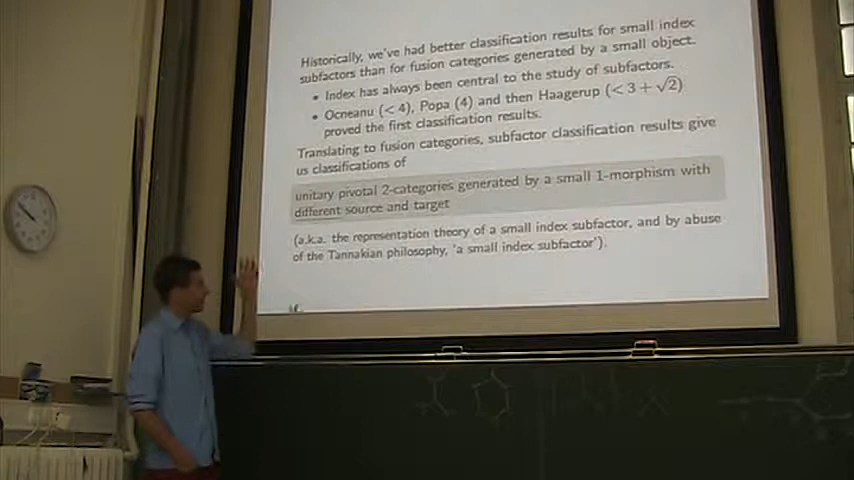 Historically, we've had better classification results for small index
subfactors than for fusion categories generated by a small object.
• Index has always been central to the study of subfactors.
• Ocneanu (< 4), Popa (4) and then Haagerup (< 3 + √2)
proved the first classification results.
Translating to fusion categories, subfactor classification results give
us classifications of
unitary pivotal 2-categories generated by a small 1-morphism with
different source and target
(a.k.a. the representation theory of a small index subfactor, and by abuse
of the Tannakian philosophy, 'a small index subfactor').